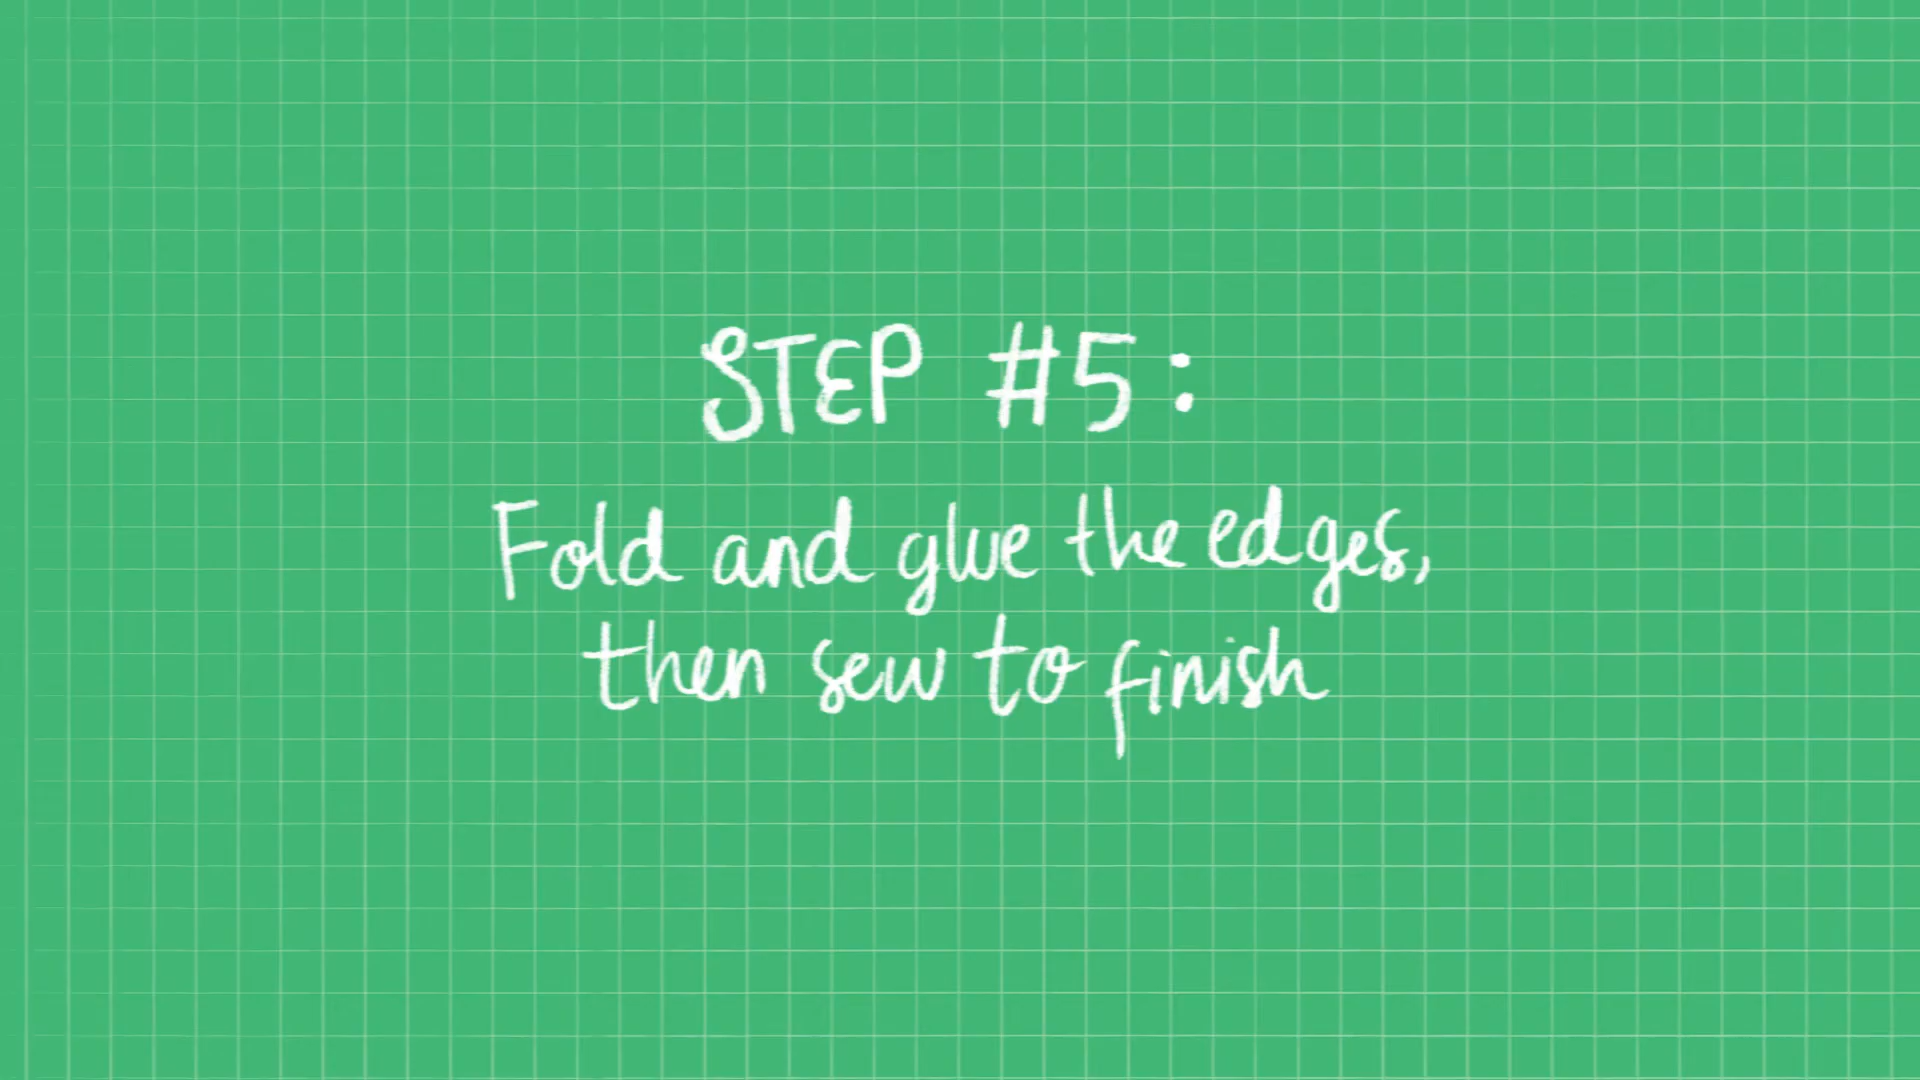 STEP #5:
Fold and glue the edges,
then sew to finish